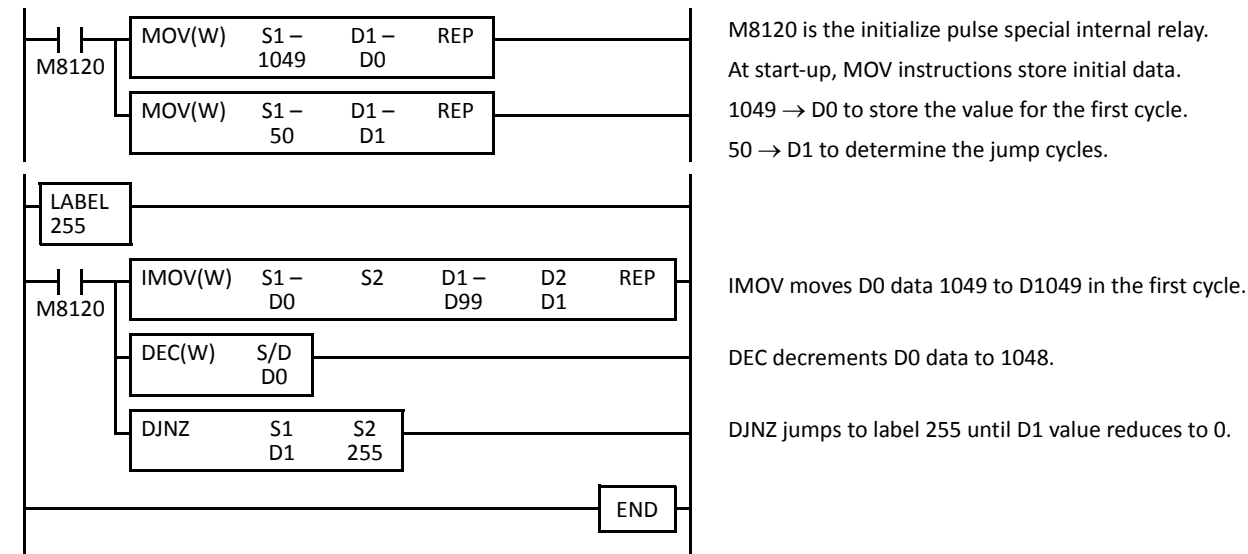 MOV(W) S1 – D1 – REP
1049 D0
M8120
MOV(W) S1 – D1 – REP
50 D1
M8120 is the initialize pulse special internal relay.
At start-up, MOV instructions store initial data.
1049 → D0 to store the value for the first cycle.
50 → D1 to determine the jump cycles.
LABEL
255
IMOV(W) S1 – S2 D1 – D2 REP
D0 D99 D1
M8120
IMOV moves D0 data 1049 to D1049 in the first cycle.
DEC(W) S/D
D0
DEC decrements D0 data to 1048.
DJNZ S1 S2
D1 255
DJNZ jumps to label 255 until D1 value reduces to 0.
END